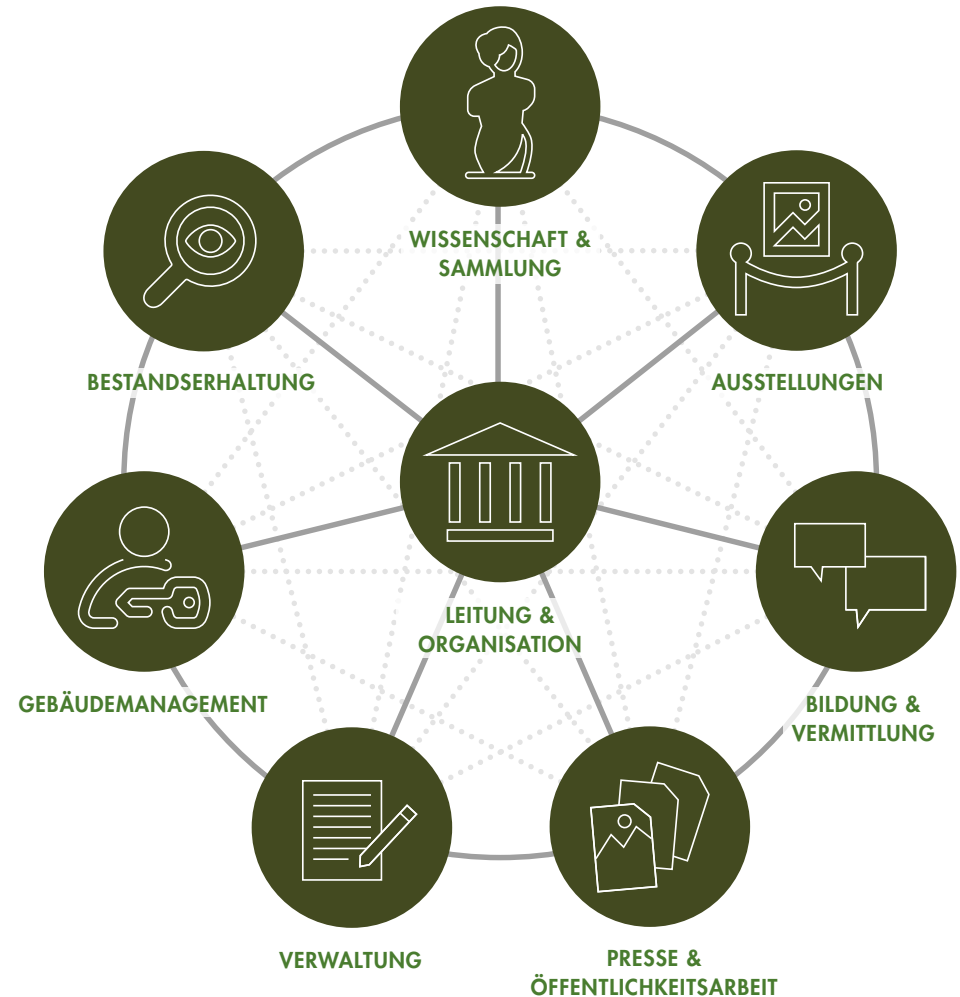 WISSENSCHAFT &
SAMMLUNG
BESTANDSERHALTUNG
AUSSTELLUNGEN
LEITUNG &
ORGANISATION
GEBÄUDEMANAGEMENT
BILDUNG &
VERMITTLUNG
VERWALTUNG
PRESSE &
ÖFFENTLICHKEITSARBEIT